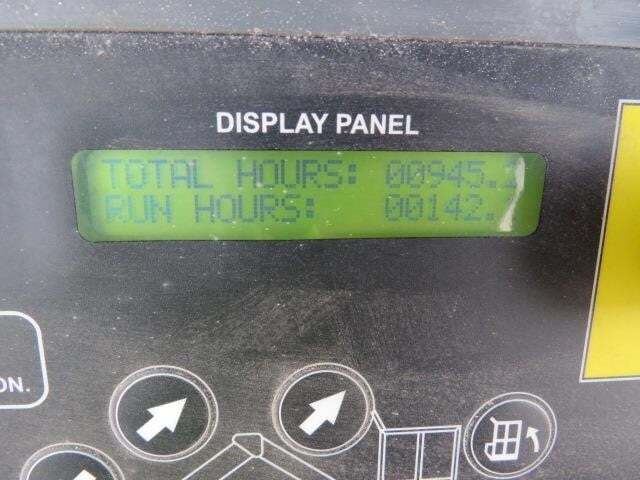 DISPLAY PANEL
TOTAL HOURS: 00945.
RUN HOURS: 00142.
ON.